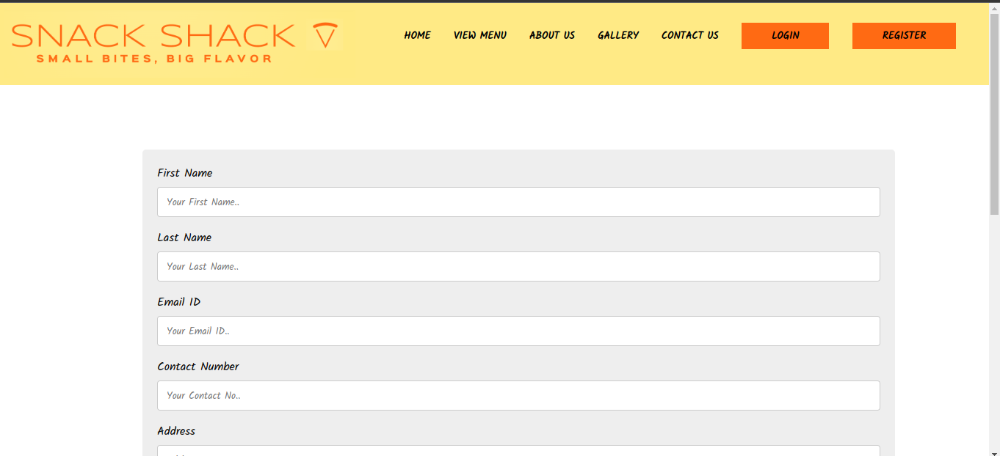 SNACK SHACK
SMALL BITES, BIG FLAVOR
HOME VIEW MENU ABOUT US GALLERY CONTACT US LOGIN REGISTER
First Name
Your First Name..
Last Name
Your Last Name..
Email ID
Your Email ID..
Contact Number
Your Contact No..
Address